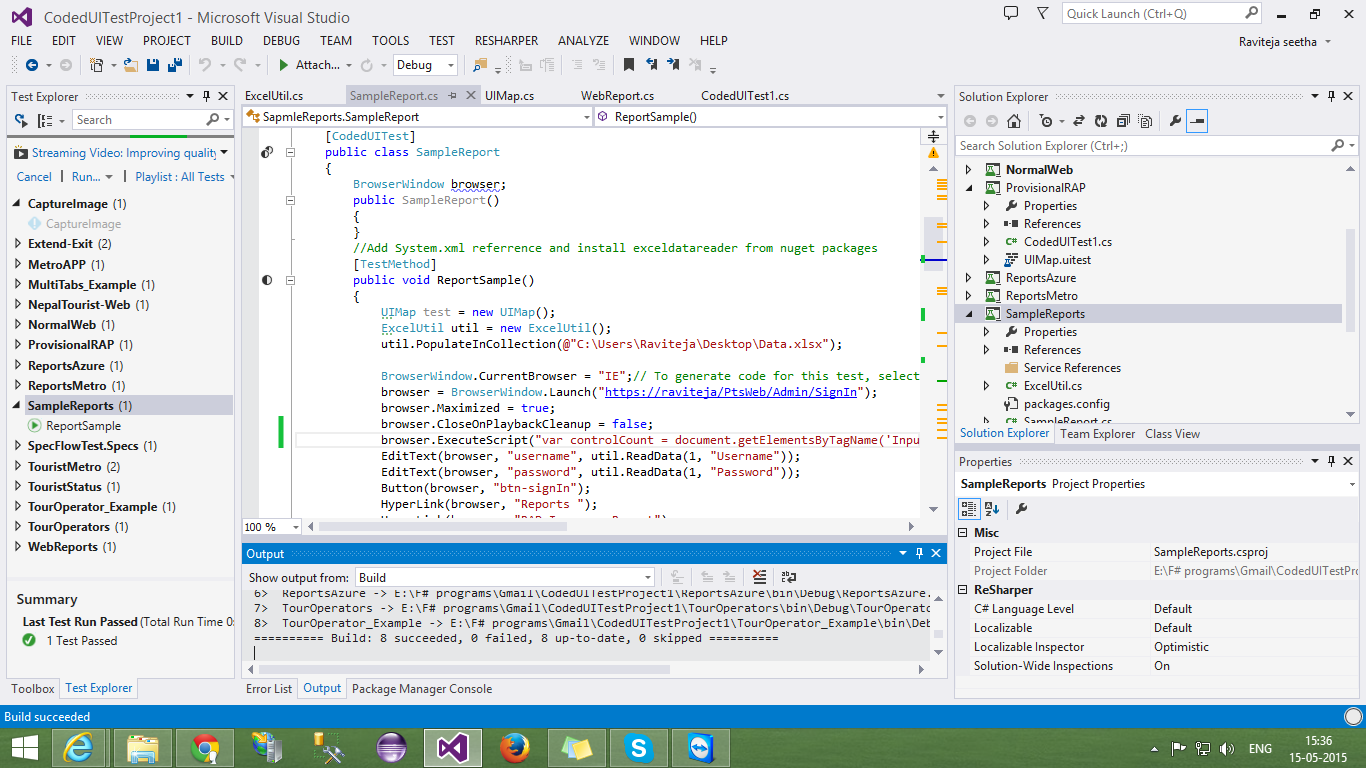 CodedUITestProject1 - Microsoft Visual Studio
Quick Launch (Ctrl+Q)
FILE EDIT VIEW PROJECT BUILD DEBUG TEAM TOOLS TEST RESHARPER ANALYZE WINDOW HELP
Raviteja seetha
Attach...
Debug
Test Explorer
Search
Streaming Video: Improving quality
Cancel | Run... | Playlist : All Tests
CaptureImage (1)
CaptureImage
Extend-Exit (2)
MetroAPP (1)
MultiTabs_Example (1)
NepalTourist-Web (1)
NormalWeb (1)
ProvisionalRAP (1)
ReportsAzure (1)
ReportsMetro (1)
SampleReports (1)
ReportSample
SpecFlowTest.Specs (1)
TouristMetro (2)
TouristStatus (1)
TourOperator_Example (1)
TourOperators (1)
WebReports (1)
Summary
Last Test Run Passed (Total Run Time 0:
1 Test Passed
Toolbox Test Explorer
ExcelUtil.cs SampleReport.cs UIMap.cs WebReport.cs CodedUITest1.cs
SapmleReports.SampleReport
ReportSample()
[CodedUITest]
public class SampleReport
{
BrowserWindow browser;
public SampleReport()
{
}
//Add System.xml referrence and install exceldatareader from nuget packages
[TestMethod]
public void ReportSample()
{
UIMap test = new UIMap();
ExcelUtil util = new ExcelUtil();
util.PopulateInCollection(@"C:\Users\Raviteja\Desktop\Data.xlsx");
BrowserWindow.CurrentBrowser = "IE";// To generate code for this test, select
browser = BrowserWindow.Launch("https://raviteja/PtsWeb/Admin/SignIn");
browser.Maximized = true;
browser.CloseOnPlaybackCleanup = false;
browser.ExecuteScript("var controlCount = document.getElementsByTagName('Inpu
EditText(browser, "username", util.ReadData(1, "Username"));
EditText(browser, "password", util.ReadData(1, "Password"));
Button(browser, "btn-signIn");
HyperLink(browser, "Reports ");
100 %
Output
Show output from: Build
6> ReportsAzure -> E:\F# programs\Gmail\CodedUITestProject1\ReportsAzure\bin\Debug\ReportsAzure.
7> TourOperators -> E:\F# programs\Gmail\CodedUITestProject1\TourOperators\bin\Debug\TourOperato
8> TourOperator_Example -> E:\F# programs\Gmail\CodedUITestProject1\TourOperator_Example\bin\Deb
========== Build: 8 succeeded, 0 failed, 8 up-to-date, 0 skipped ==========
Error List Output Package Manager Console
Solution Explorer
Search Solution Explorer (Ctrl+;)
NormalWeb
ProvisionalRAP
Properties
References
CodedUITest1.cs
UIMap.uitest
ReportsAzure
ReportsMetro
SampleReports
Properties
References
Service References
ExcelUtil.cs
packages.config
SampleReport.cs
Solution Explorer Team Explorer Class View
Properties
SampleReports Project Properties
Misc
Project File SampleReports.csproj
Project Folder E:\F# programs\Gmail\CodedUITestPr
ReSharper
C# Language Level Default
Localizable Default
Localizable Inspector Optimistic
Solution-Wide Inspections On
Build succeeded
ENG
15:36
15-05-2015